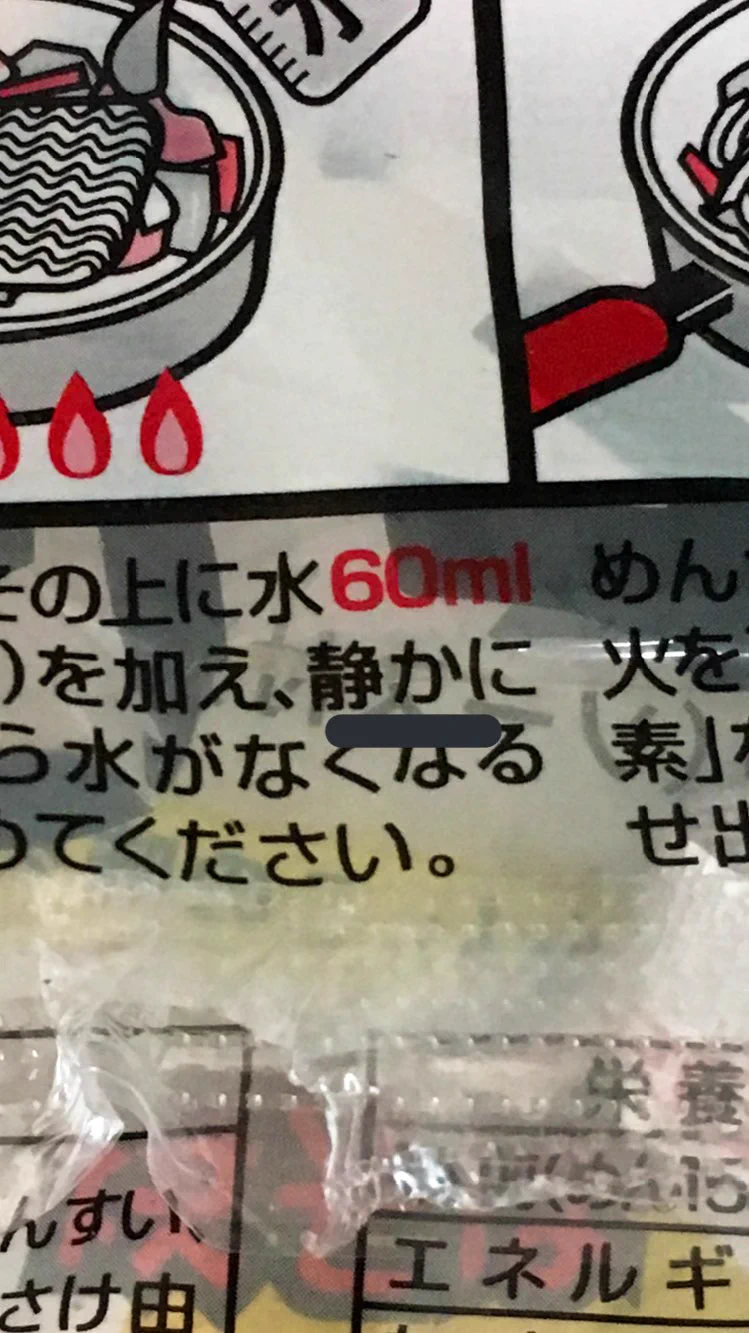 水
その上に水60ml
)を加え、静かに
ら水がなくなる
めてください。
めん
火を
素」
せ出
栄養
んすい、
さけ由
エネルギ